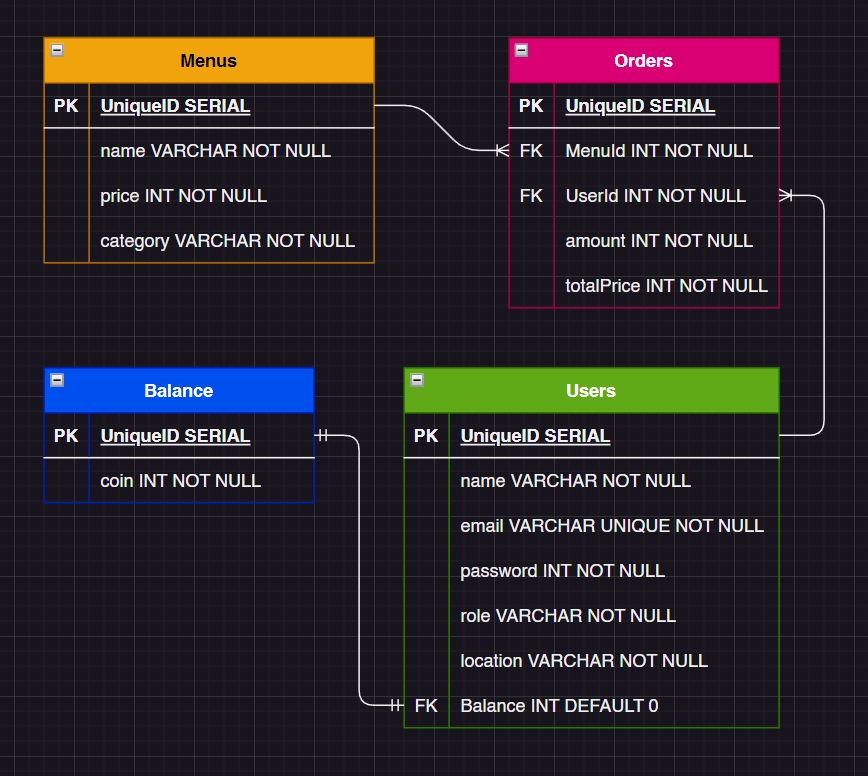 Menus
PK UniqueID SERIAL
name VARCHAR NOT NULL
price INT NOT NULL
category VARCHAR NOT NULL
Orders
PK UniqueID SERIAL
FK MenuId INT NOT NULL
FK UserId INT NOT NULL
amount INT NOT NULL
totalPrice INT NOT NULL
Balance
PK UniqueID SERIAL
coin INT NOT NULL
Users
PK UniqueID SERIAL
name VARCHAR NOT NULL
email VARCHAR UNIQUE NOT NULL
password INT NOT NULL
role VARCHAR NOT NULL
location VARCHAR NOT NULL
FK Balance INT DEFAULT 0